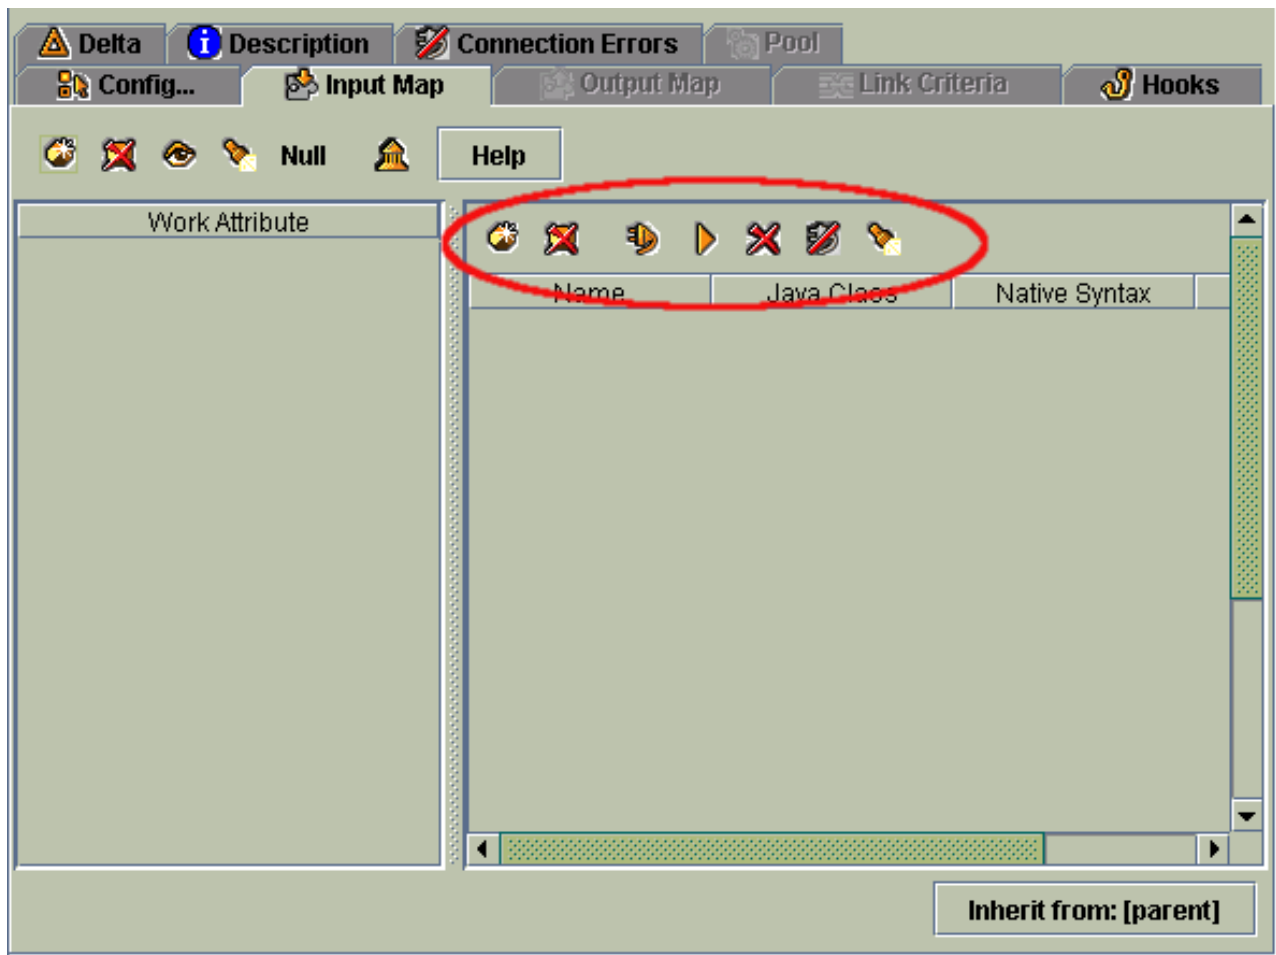 Delta Description Connection Errors Pool
Config... Input Map Output Map Link Criteria Hooks
Null Help
Work Attribute
Name Java Class Native Syntax
Inherit from: [parent]